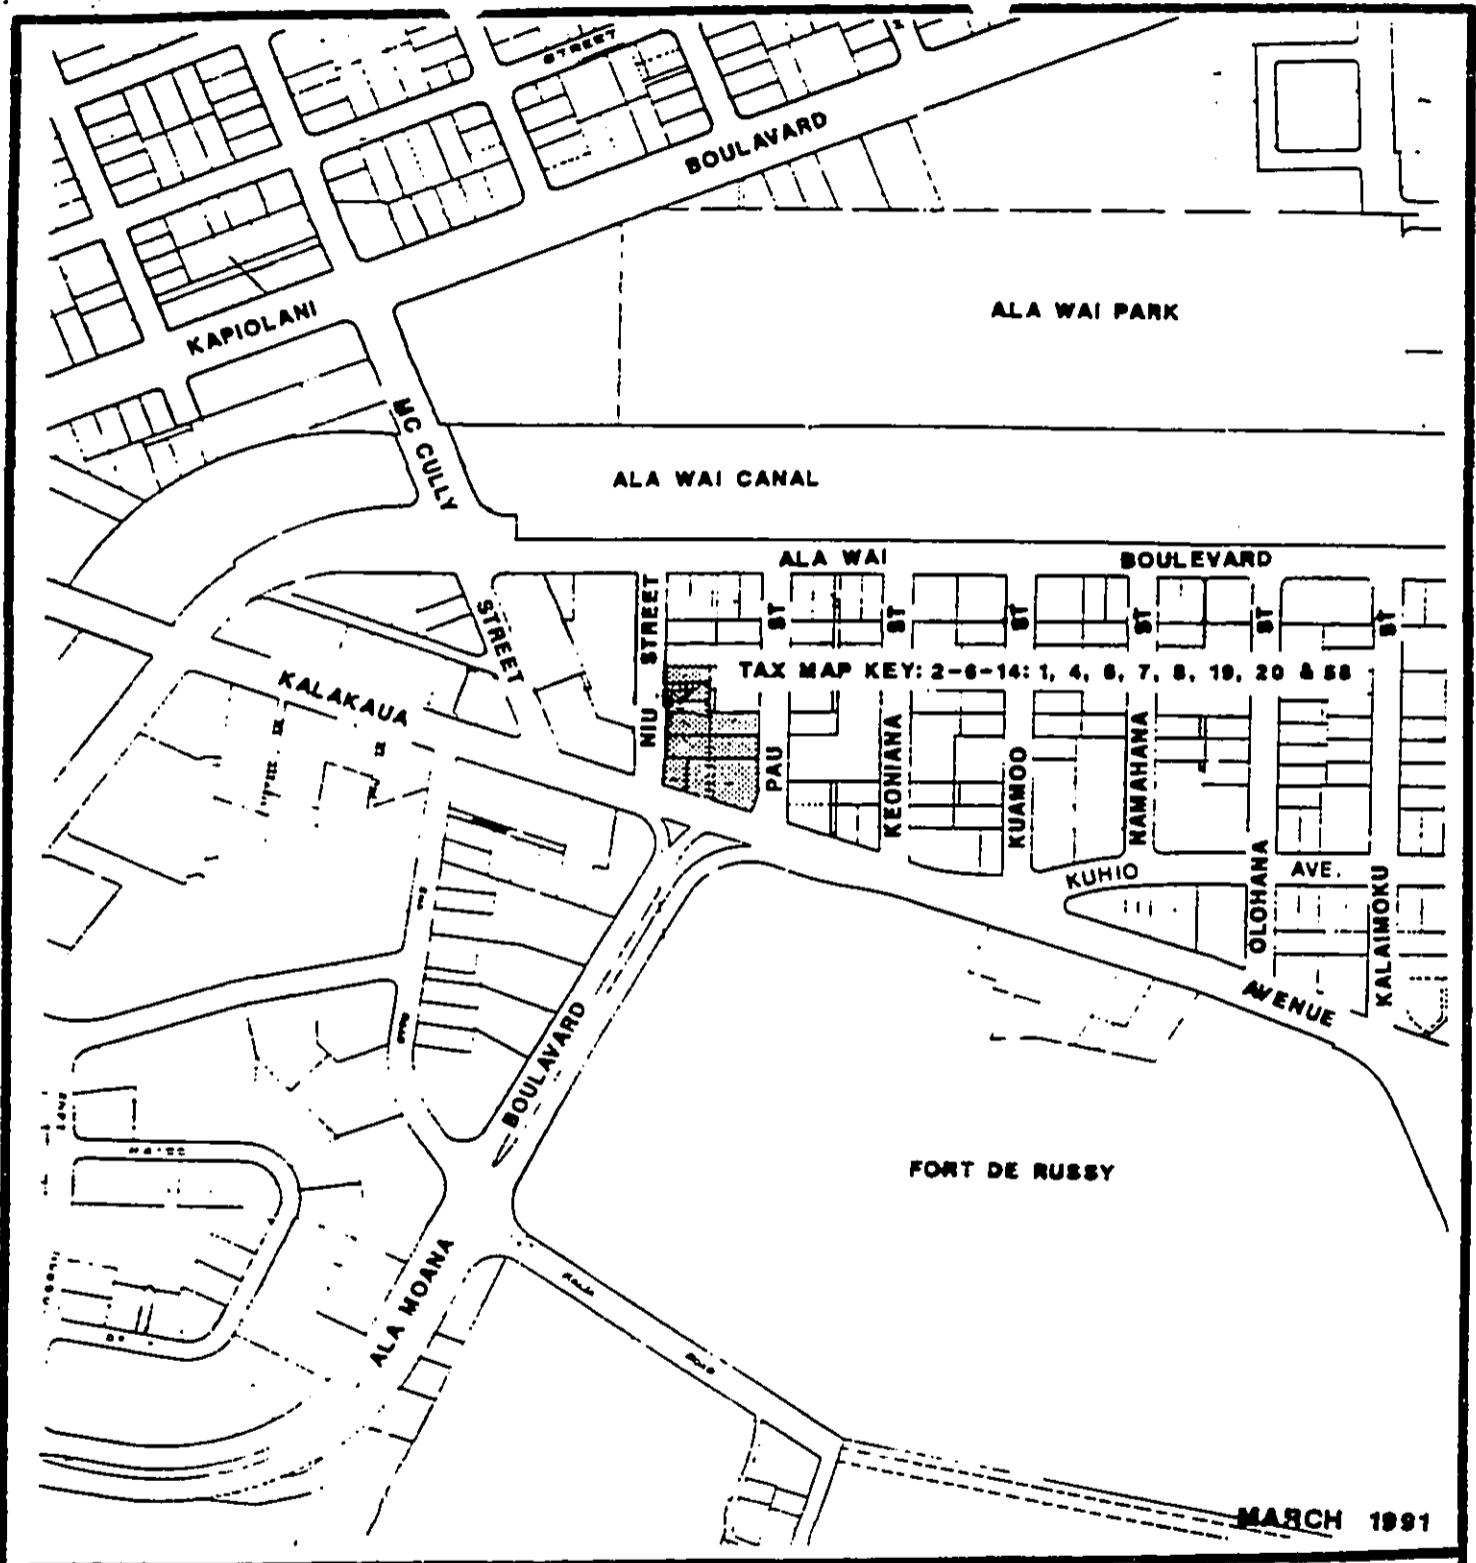 STREET
BOULAVARD
KAPIOLANI
ALA WAI PARK
MC CULLY
ALA WAI CANAL
ALA WAI
BOULEVARD
STREET
NIU STREET
ST
ST
ST
ST
ST
ST
TAX MAP KEY: 2-6-14: 1, 4, 6, 7, 8, 19, 20 & 58
KALAKAUA
PAU
KEONIANA
KUAMOO
NAMAHANA
OLOHANA
KALAIMOKU
KUHIO
AVE.
AVENUE
BOULAVARD
FORT DE RUSSY
ALA MOANA
KALIA
ROAD
MARCH 1991